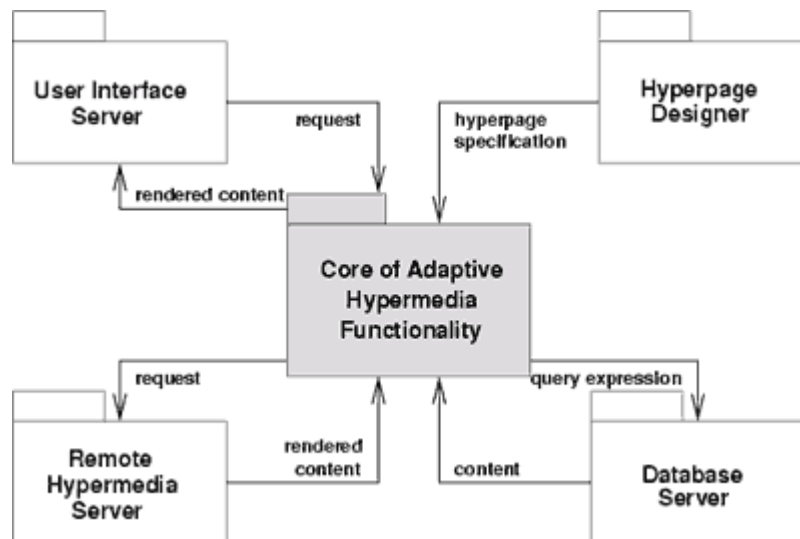 User Interface
Server
request
rendered content
hyperpage
specification
Hyperpage
Designer
Core of Adaptive
Hypermedia
Functionality
request
rendered
content
Remote
Hypermedia
Server
query expression
content
Database
Server